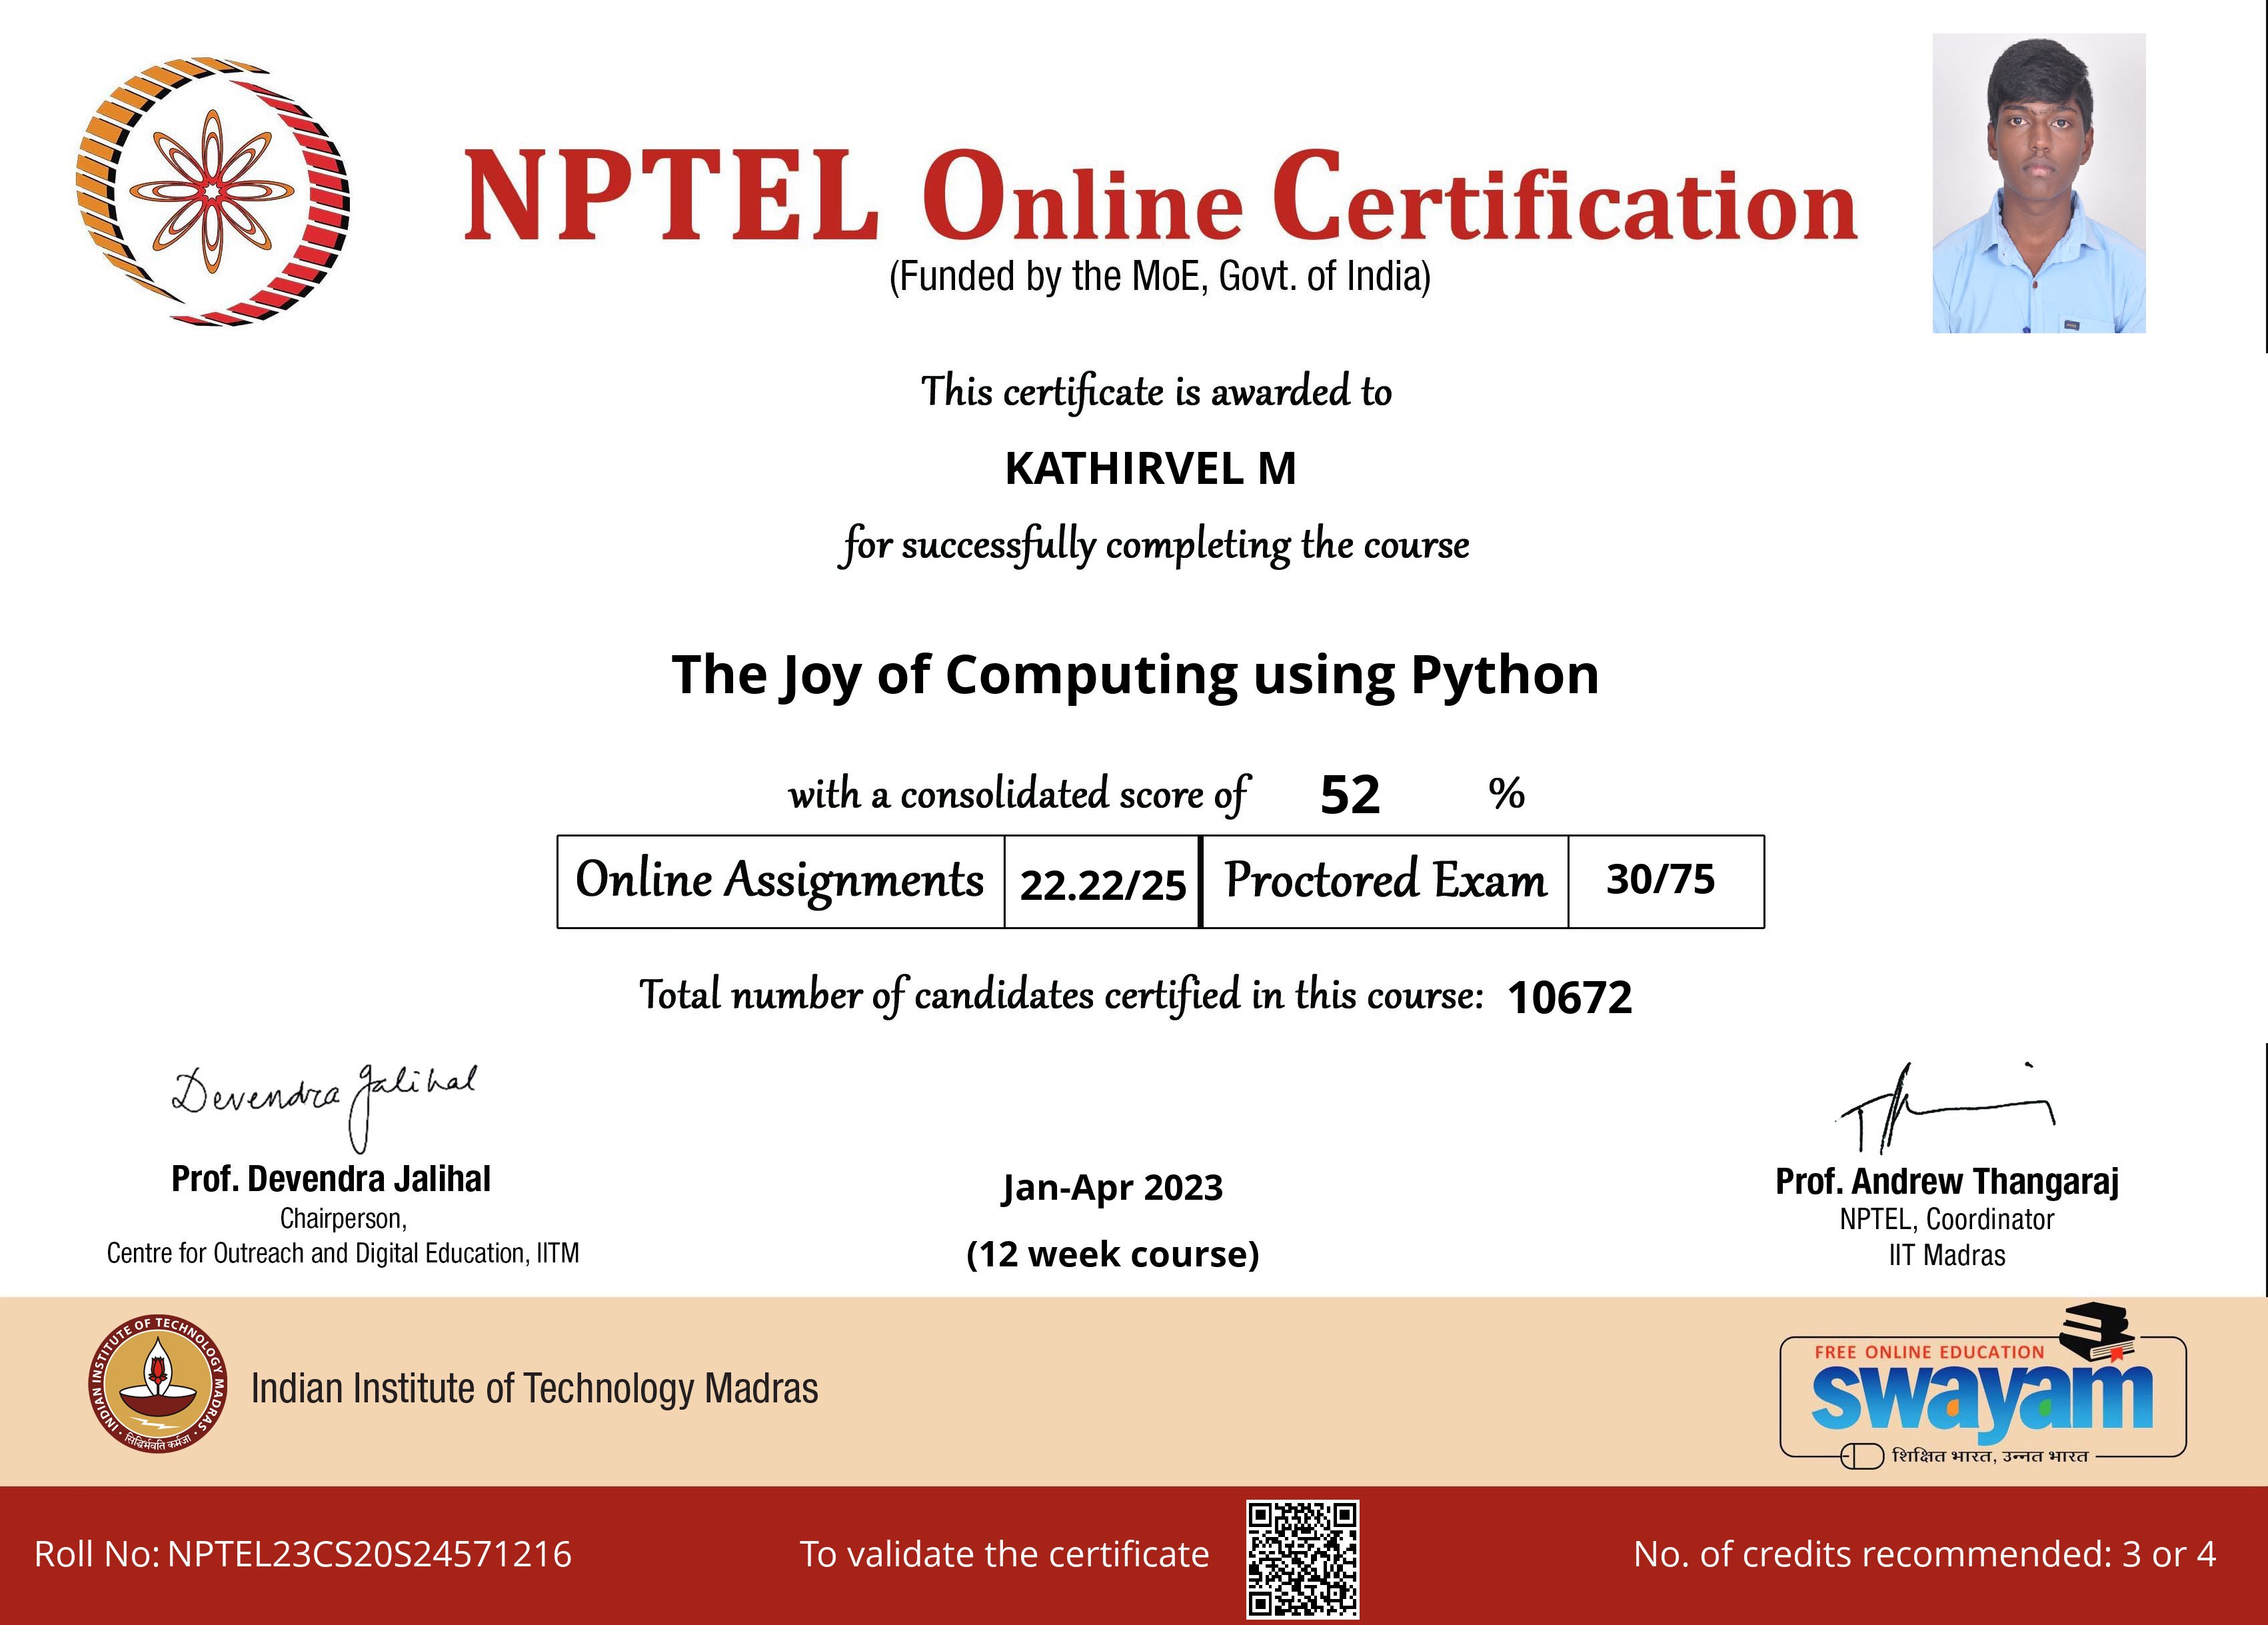 NPTEL Online Certification
(Funded by the MoE, Govt. of India)
This certificate is awarded to
KATHIRVEL M
for successfully completing the course
The Joy of Computing using Python
with a consolidated score of 52 %
Online Assignments 22.22/25 Proctored Exam 30/75
Total number of candidates certified in this course: 10672
Devendra Jalihal
Prof. Devendra Jalihal
Chairperson,
Centre for Outreach and Digital Education, IITM
Jan-Apr 2023
(12 week course)
Prof. Andrew Thangaraj
NPTEL, Coordinator
IIT Madras
INDIAN INSTITUTE OF TECHNOLOGY MADRAS
सिद्धिर्भवति कर्मजा
Indian Institute of Technology Madras
FREE ONLINE EDUCATION
swayam
शिक्षित भारत, उन्नत भारत
Roll No: NPTEL23CS20S24571216
To validate the certificate
No. of credits recommended: 3 or 4